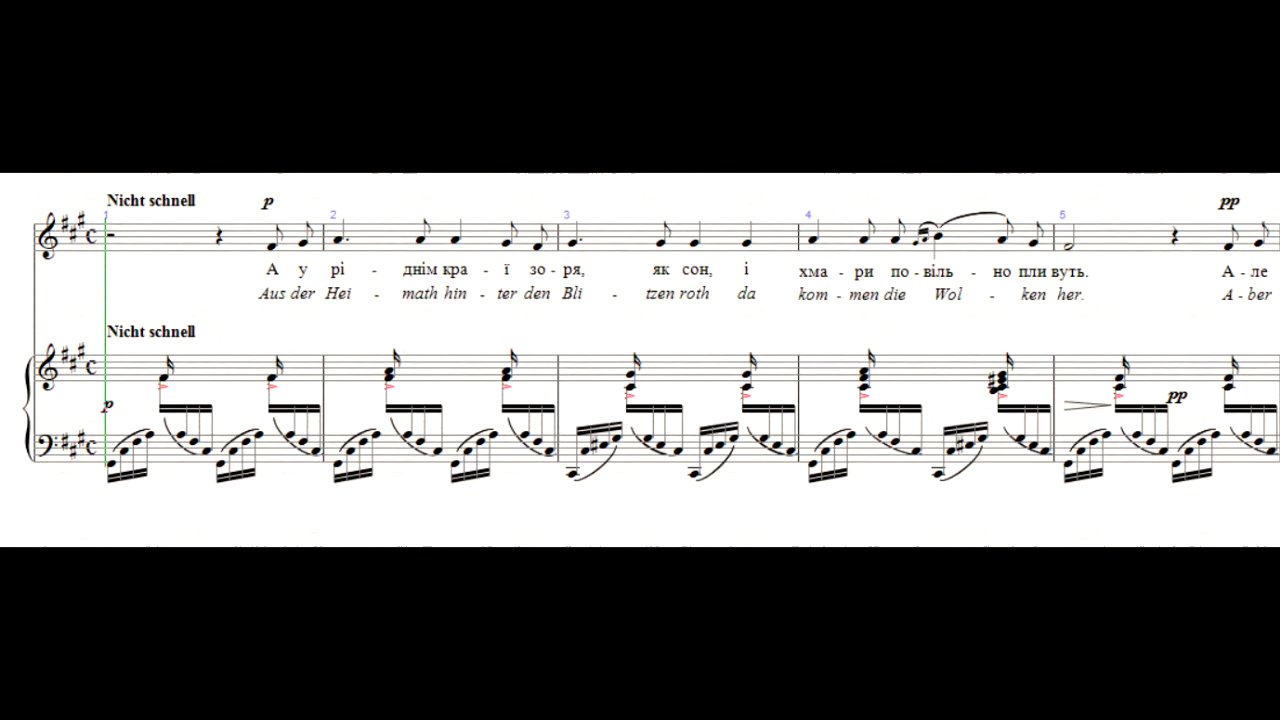 Nicht schnell p pp
1 2 3 4 5
А у рі - днім кра - ї зо - ря, як сон, і хма - ри по - віль - но пли вуть. А - ле
Aus der Hei - math hin - ter den Bli - tzen roth da kom - men die Wol - ken her. A - ber
Nicht schnell
p pp